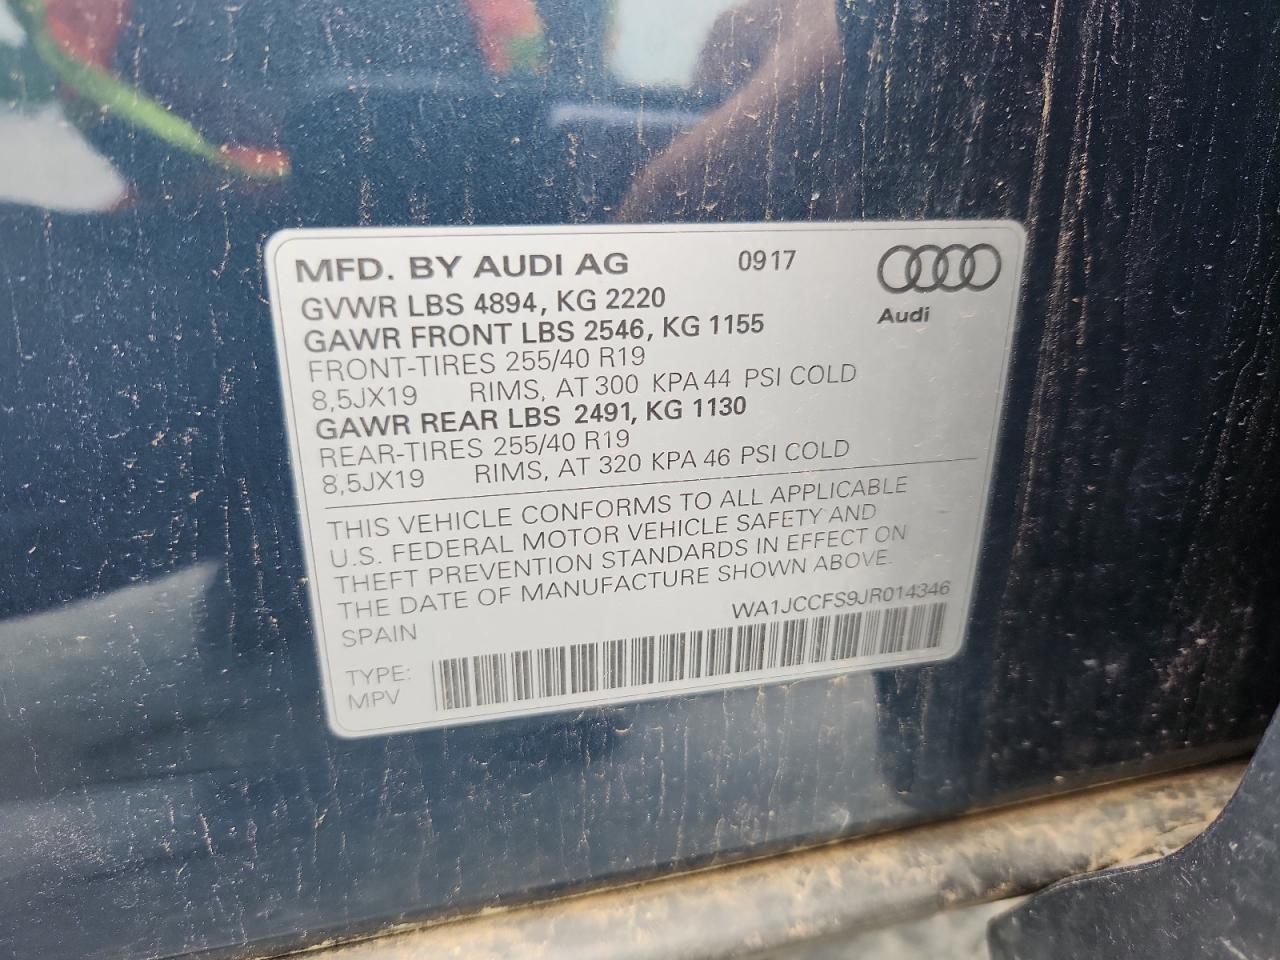 MFD. BY AUDI AG 0917
GVWR LBS 4894, KG 2220
GAWR FRONT LBS 2546, KG 1155
Audi
FRONT-TIRES 255/40 R19
8,5JX19 RIMS, AT 300 KPA 44 PSI COLD
GAWR REAR LBS 2491, KG 1130
REAR-TIRES 255/40 R19
8,5JX19 RIMS, AT 320 KPA 46 PSI COLD
THIS VEHICLE CONFORMS TO ALL APPLICABLE
U.S. FEDERAL MOTOR VEHICLE SAFETY AND
THEFT PREVENTION STANDARDS IN EFFECT ON
THE DATE OF MANUFACTURE SHOWN ABOVE.
SPAIN WA1JCCFS9JR014346
TYPE:
MPV